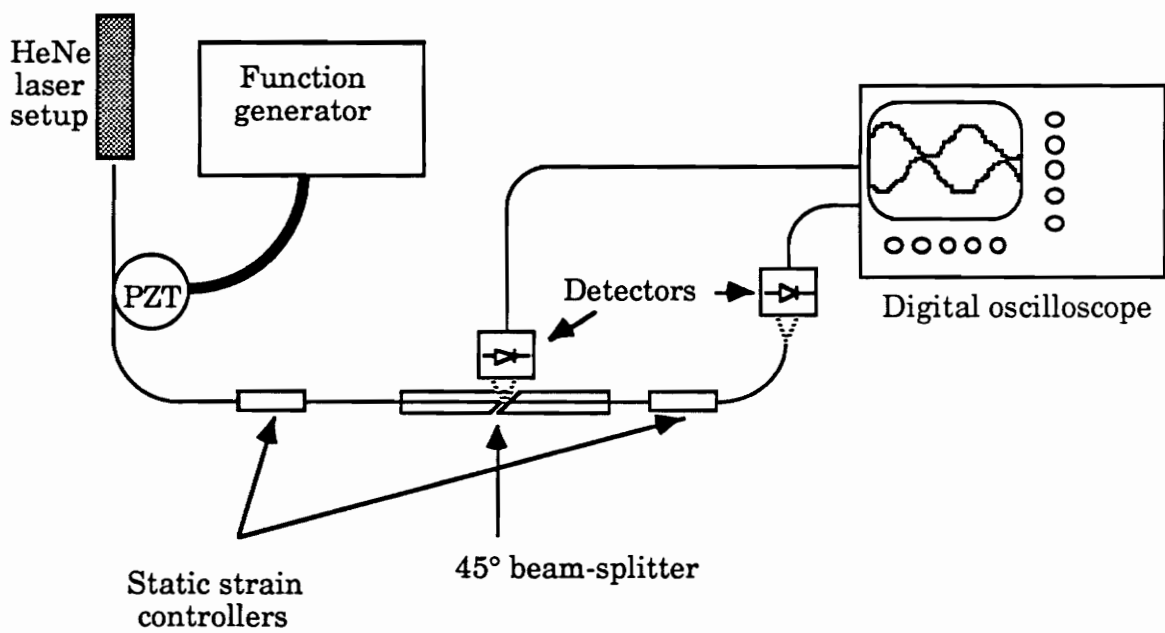 HeNe
laser
setup
Function
generator
PZT
Detectors
Digital oscilloscope
45° beam-splitter
Static strain
controllers